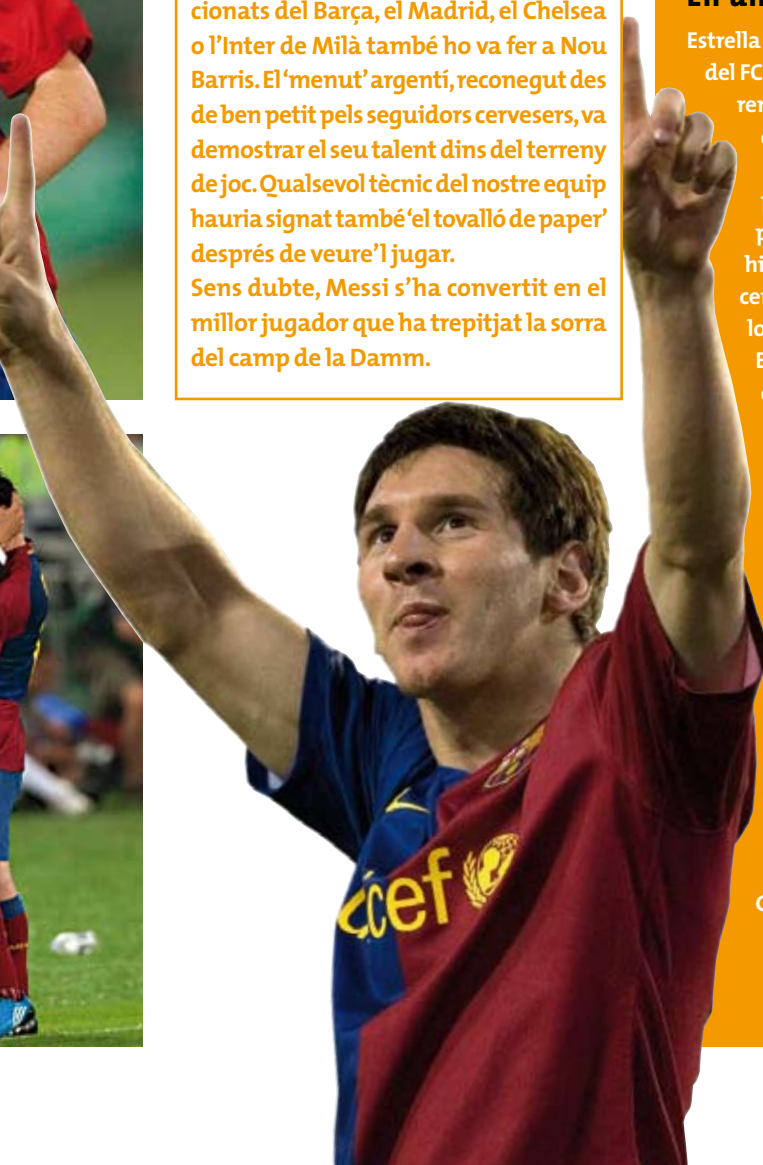 cionats del Barça, el Madrid, el Chelsea
o l'Inter de Milà també ho va fer a Nou
Barris. El 'menut' argentí, reconegut des
de ben petit pels seguidors cervesers, va
demostrar el seu talent dins del terreny
de joc. Qualsevol tècnic del nostre equip
hauria signat també 'el tovalló de paper'
després de veure'l jugar.
Sens dubte, Messi s'ha convertit en el
millor jugador que ha trepitjat la sorra
del camp de la Damm.
Estrella
del FC